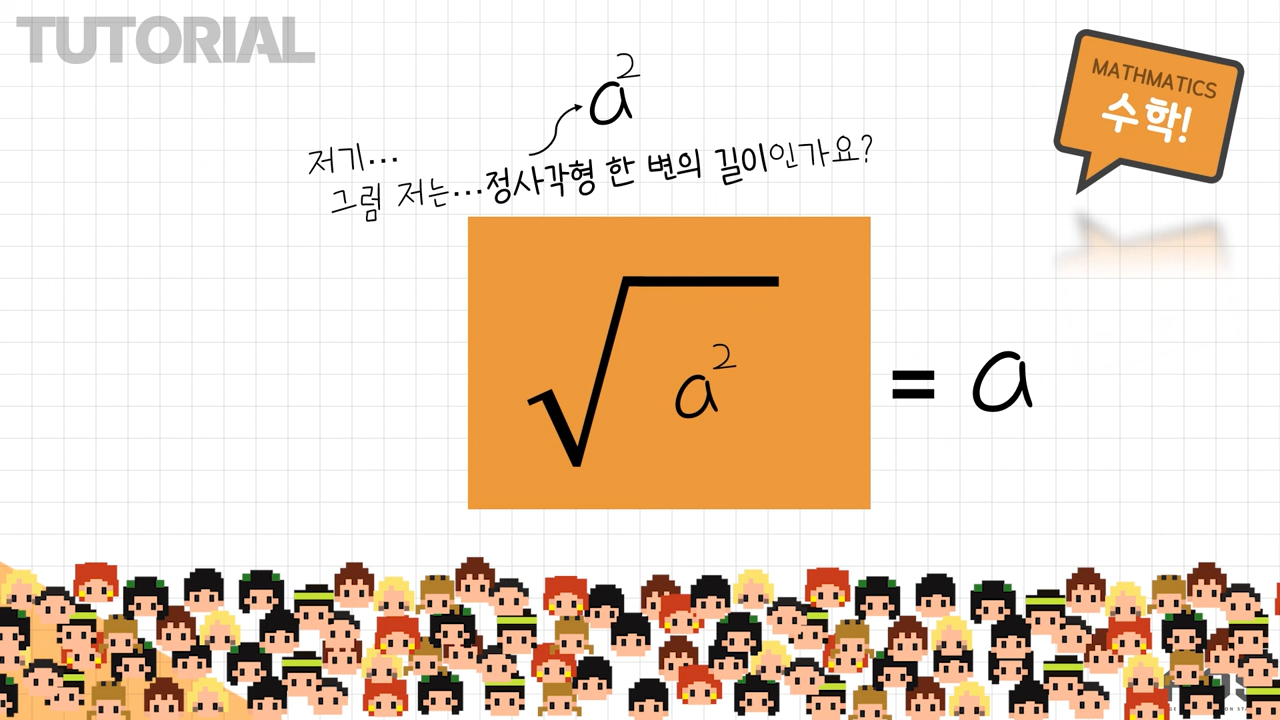 TUTORIAL
MATHMATICS
수학!
a²
저기...
그럼 저는...정사각형 한 변의 길이인가요?
√a² = a